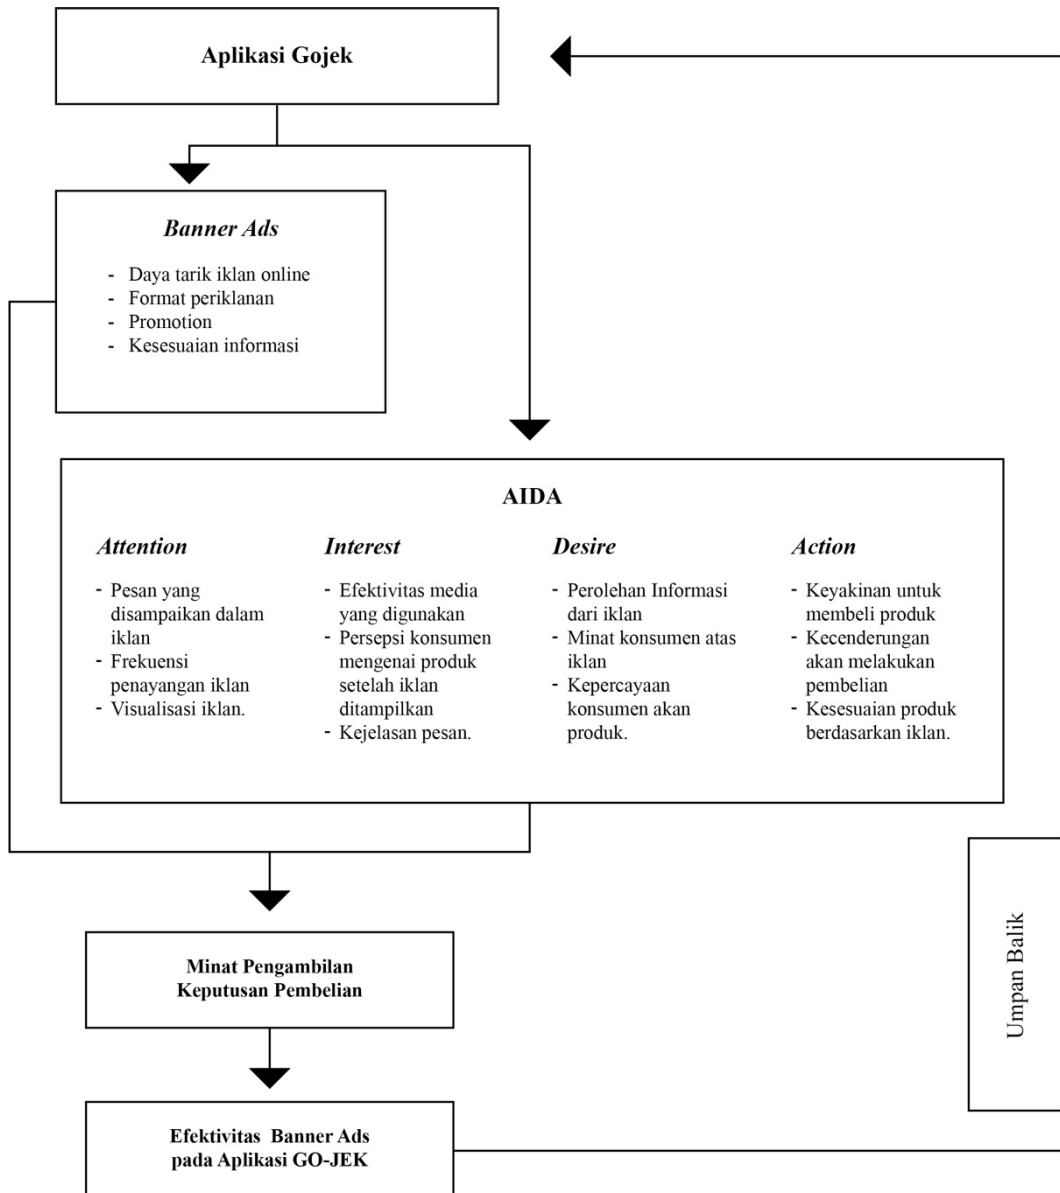 Aplikasi Gojek
Banner Ads
- Daya tarik iklan online
- Format periklanan
- Promotion
- Kesesuaian informasi
AIDA
Attention
- Pesan yang
disampaikan dalam
iklan
- Frekuensi
penayangan iklan
- Visualisasi iklan.
Interest
- Efektivitas media
yang digunakan
- Persepsi konsumen
mengenai produk
setelah iklan
ditampilkan
- Kejelasan pesan.
Desire
- Perolehan Informasi
dari iklan
- Minat konsumen atas
iklan
- Kepercayaan
konsumen akan
produk.
Action
- Keyakinan untuk
membeli produk
- Kecenderungan
akan melakukan
pembelian
- Kesesuaian produk
berdasarkan iklan.
Minat Pengambilan
Keputusan Pembelian
Efektivitas Banner Ads
pada Aplikasi GO-JEK
Umpan Balik